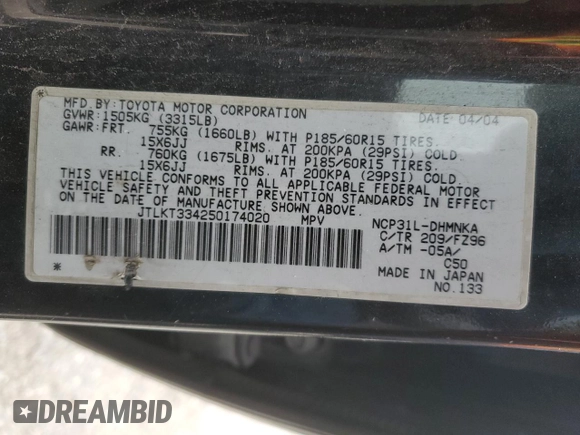 MFD.BY:TOYOTA MOTOR CORPORATION DATE 04/04
GVWR:1505KG (3315LB)
GAWR:FRT. 755KG (1660LB) WITH P185/60R15 TIRES.
15X6JJ RIMS. AT 200KPA (29PSI) COLD
RR. 760KG (1675LB) WITH P185/60R15 TIRES.
15X6JJ RIMS. AT 200KPA (29PSI) COLD.
THIS VEHICLE CONFORMS TO ALL APPLICABLE FEDERAL MOTOR
VEHICLE SAFETY AND THEFT PREVENTION STANDARDS IN EFFECT
ON THE DATE OF MANUFACTURE SHOWN ABOVE.
JTLKT334250174020 MPV
NCP31L-DHMNKA
C/TR 209/FZ96
A/TM -05A/
C50
MADE IN JAPAN
NO.133
*
*
DREAMBID